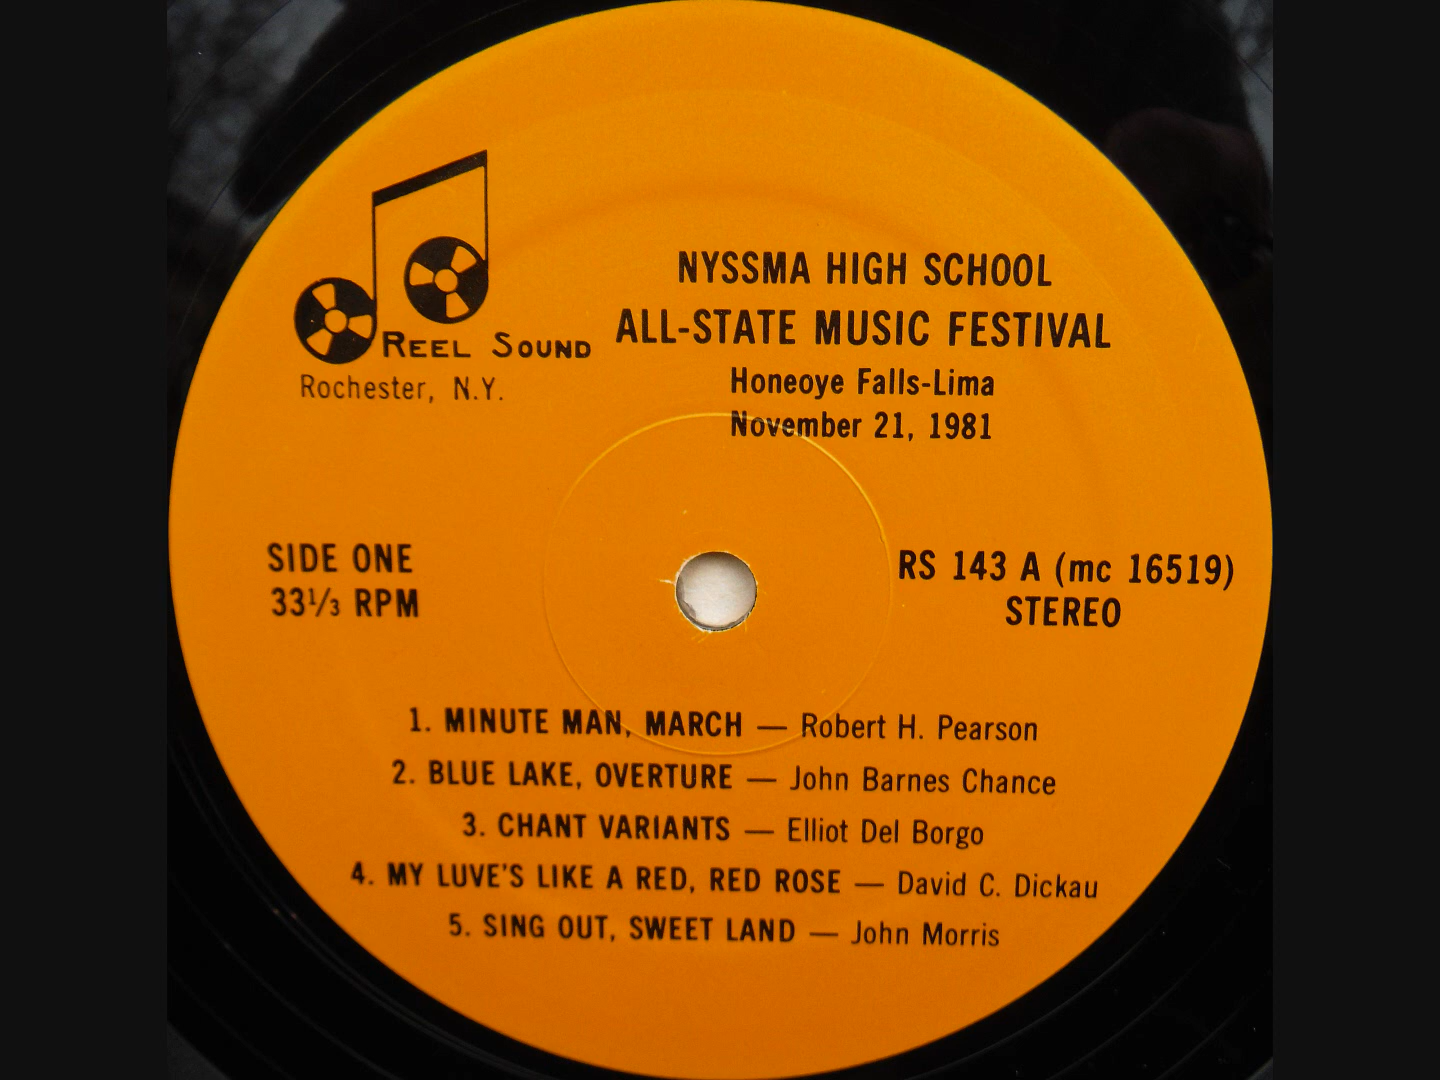 NYSSMA HIGH SCHOOL
ALL-STATE MUSIC FESTIVAL
Honeoye Falls-Lima
November 21, 1981
REEL SOUND
Rochester, N.Y.
SIDE ONE
33⅓ RPM
RS 143 A (mc 16519)
STEREO
1. MINUTE MAN, MARCH — Robert H. Pearson
2. BLUE LAKE, OVERTURE — John Barnes Chance
3. CHANT VARIANTS — Elliot Del Borgo
4. MY LUVE'S LIKE A RED, RED ROSE — David C. Dickau
5. SING OUT, SWEET LAND — John Morris